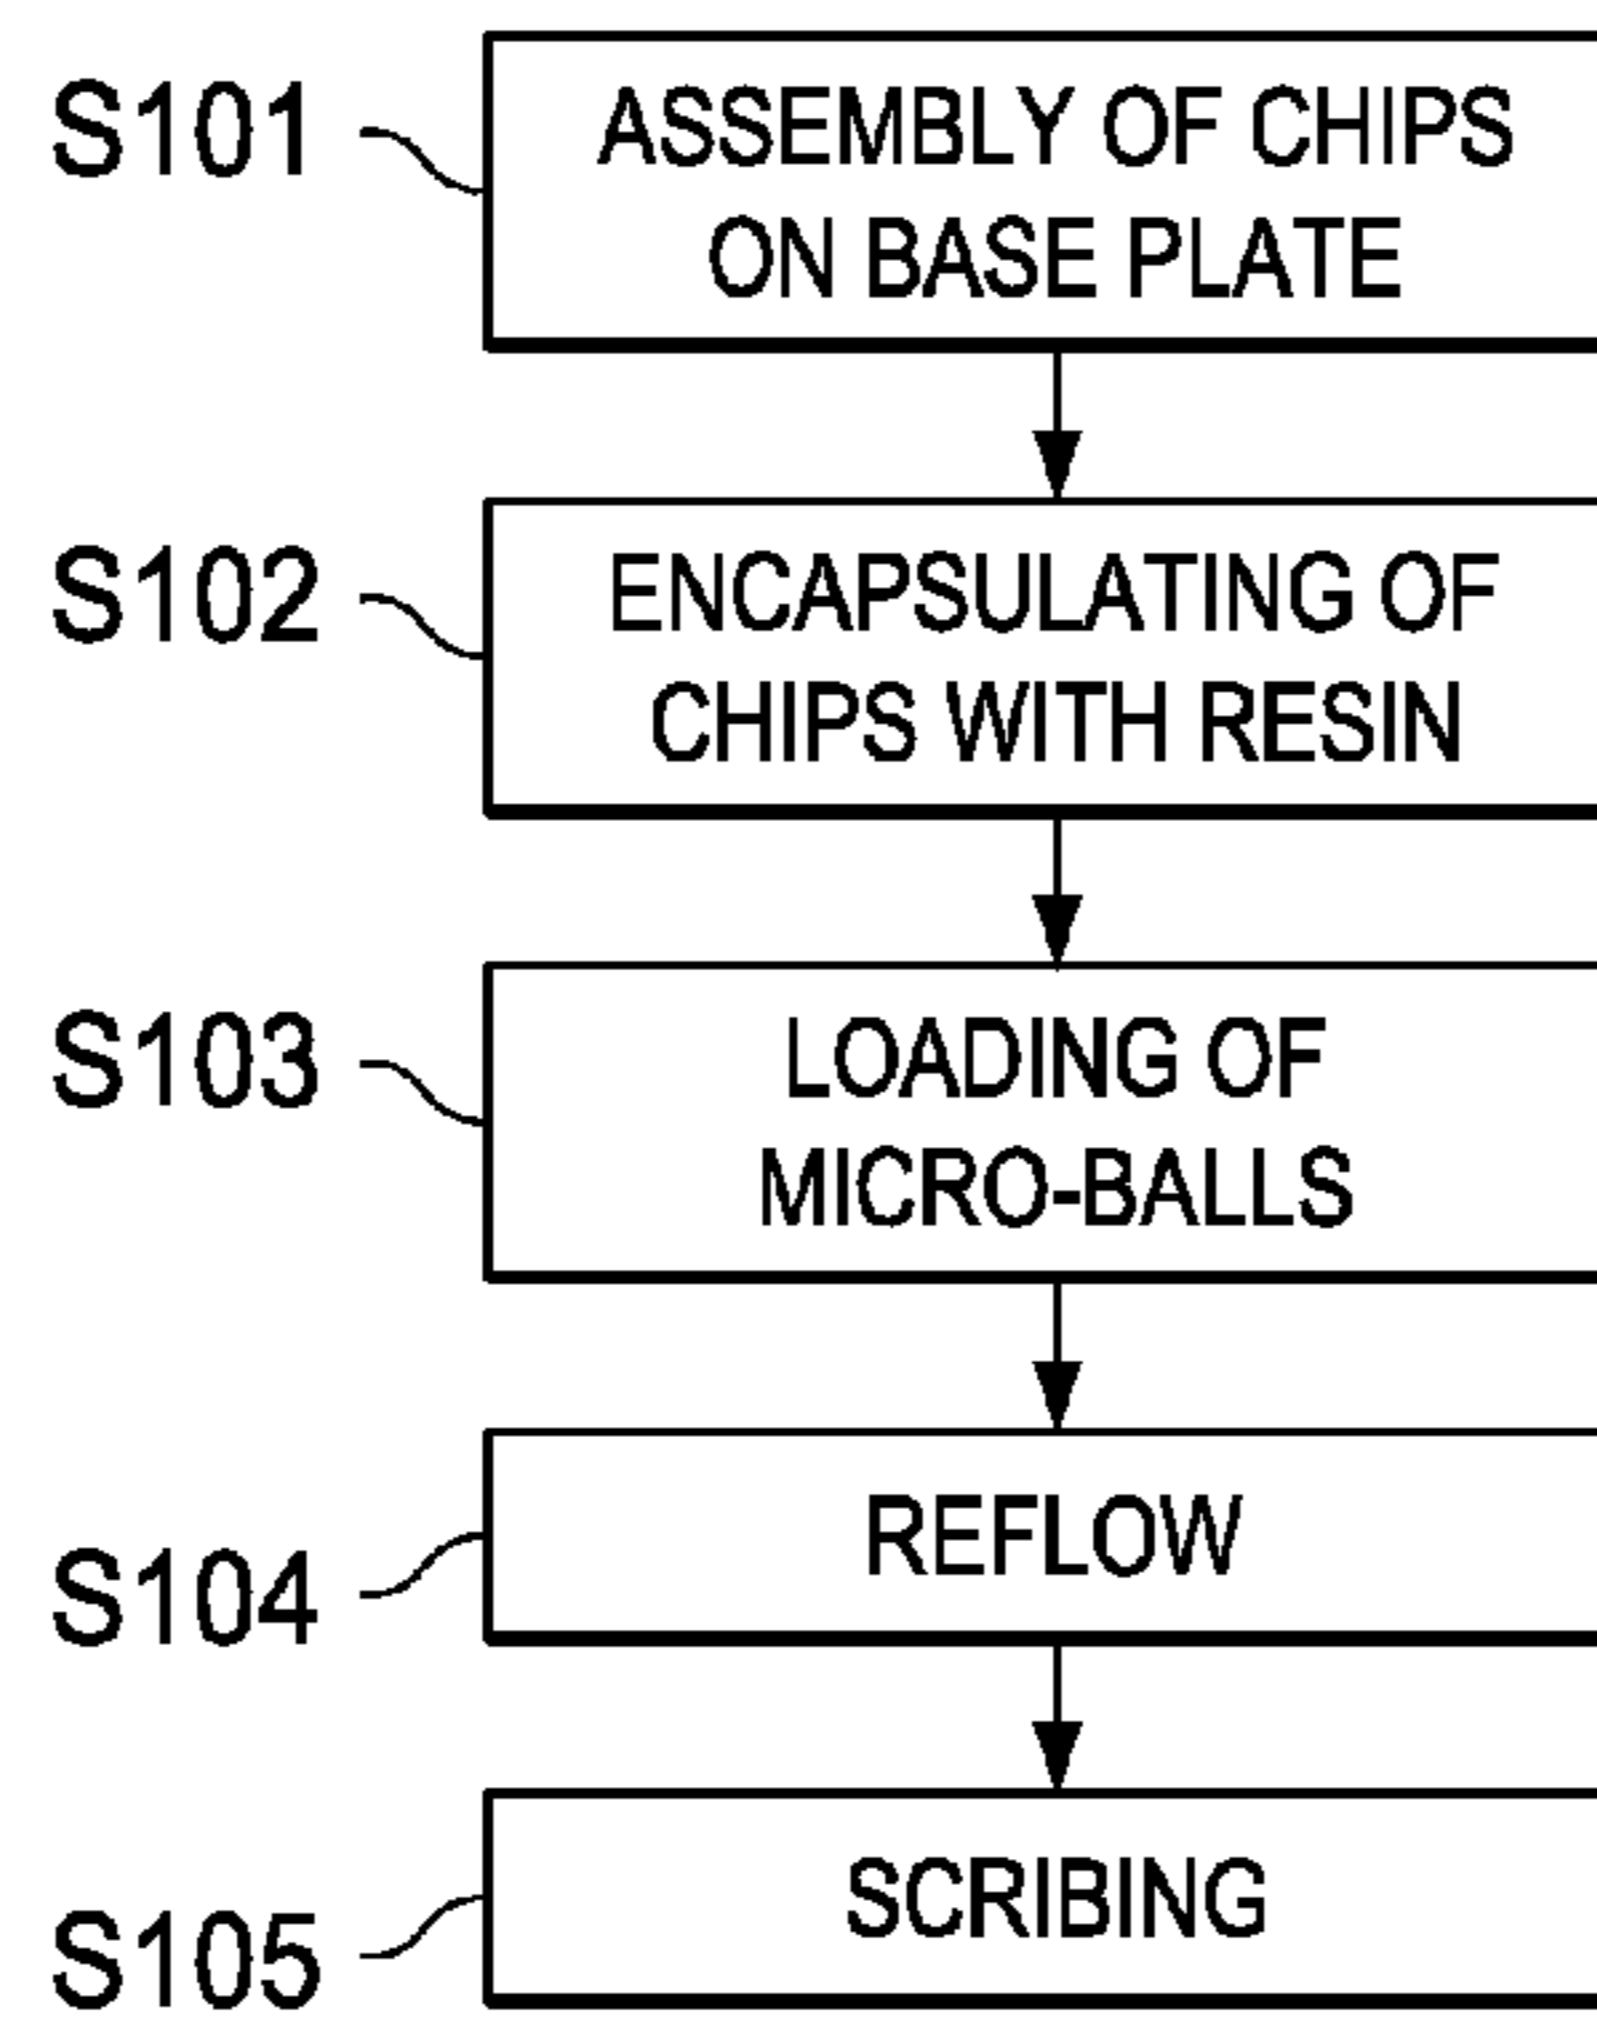 S101
ASSEMBLY OF CHIPS
ON BASE PLATE
S102
ENCAPSULATING OF
CHIPS WITH RESIN
S103
LOADING OF
MICRO-BALLS
S104
REFLOW
S105
SCRIBING